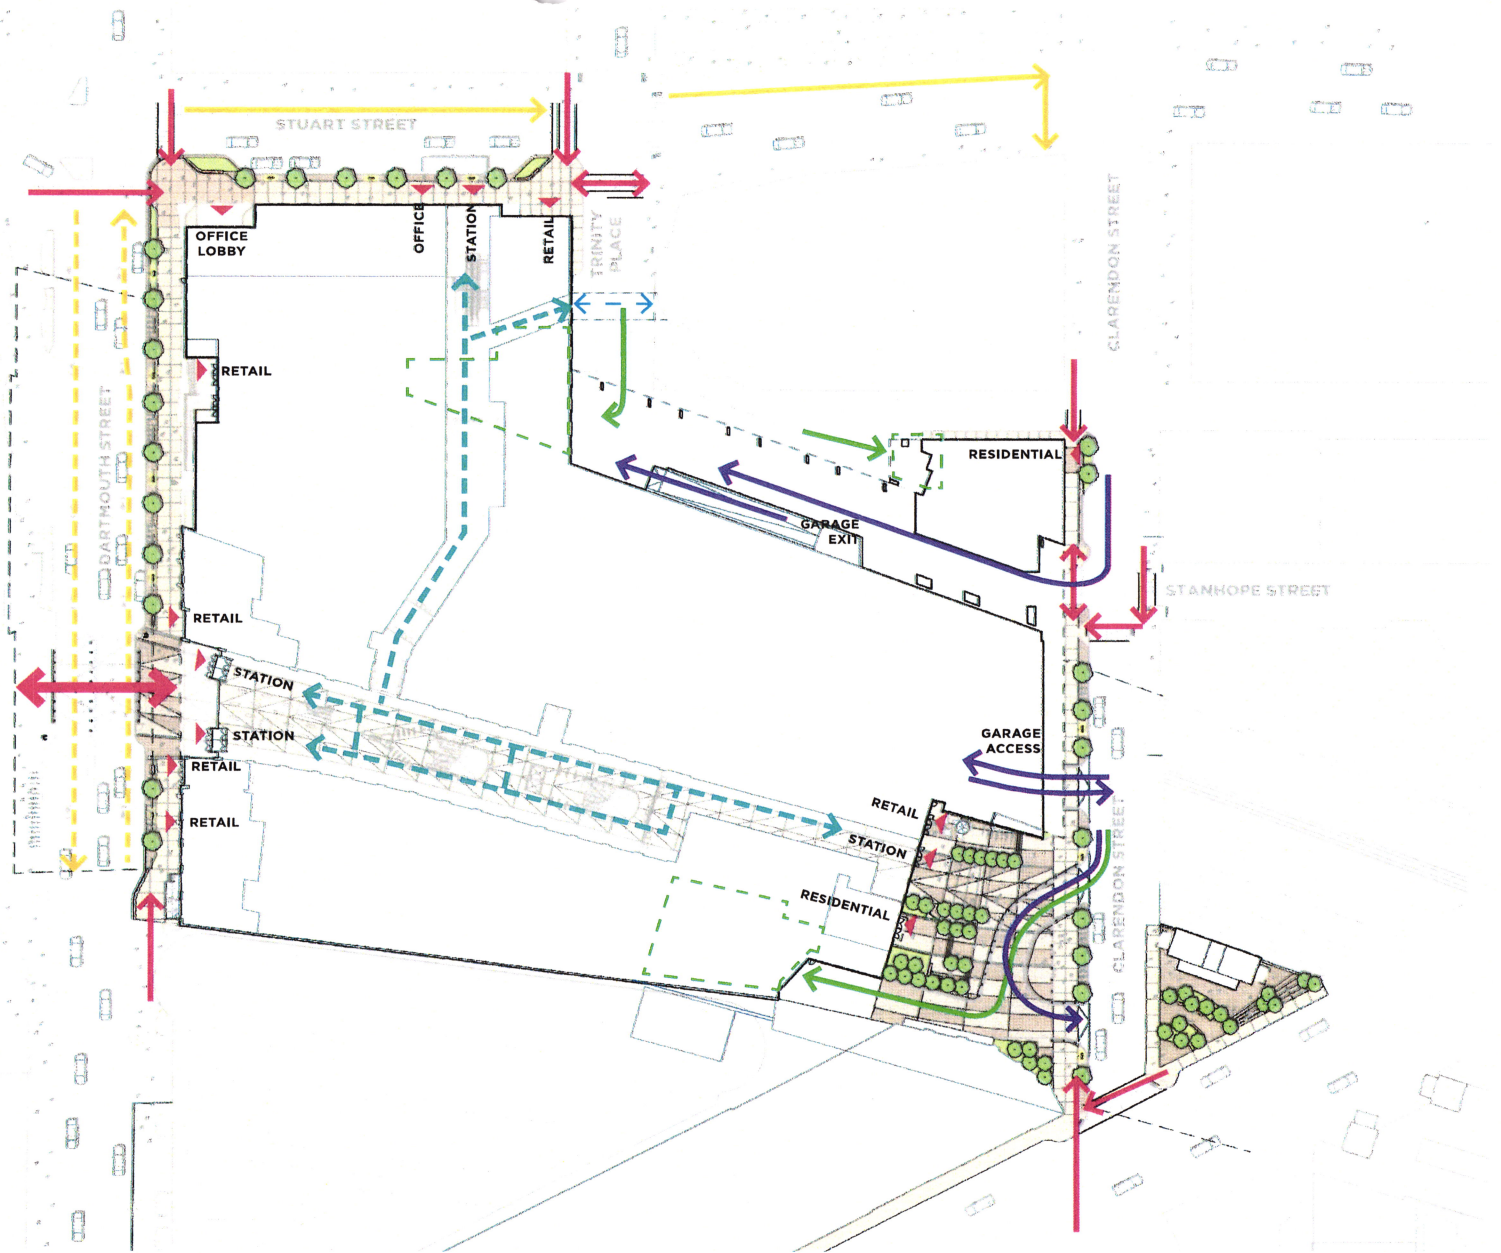 STUART STREET
OFFICE
LOBBY
OFFICE
STATION
RETAIL
TRINITY
PLACE
CLARENDON STREET
RETAIL
DARTMOUTH STREET
RESIDENTIAL
GARAGE
EXIT
STANHOPE STREET
RETAIL
STATION
STATION
GARAGE
ACCESS
RETAIL
RETAIL
RETAIL
STATION
RESIDENTIAL
CLARENDON STREET